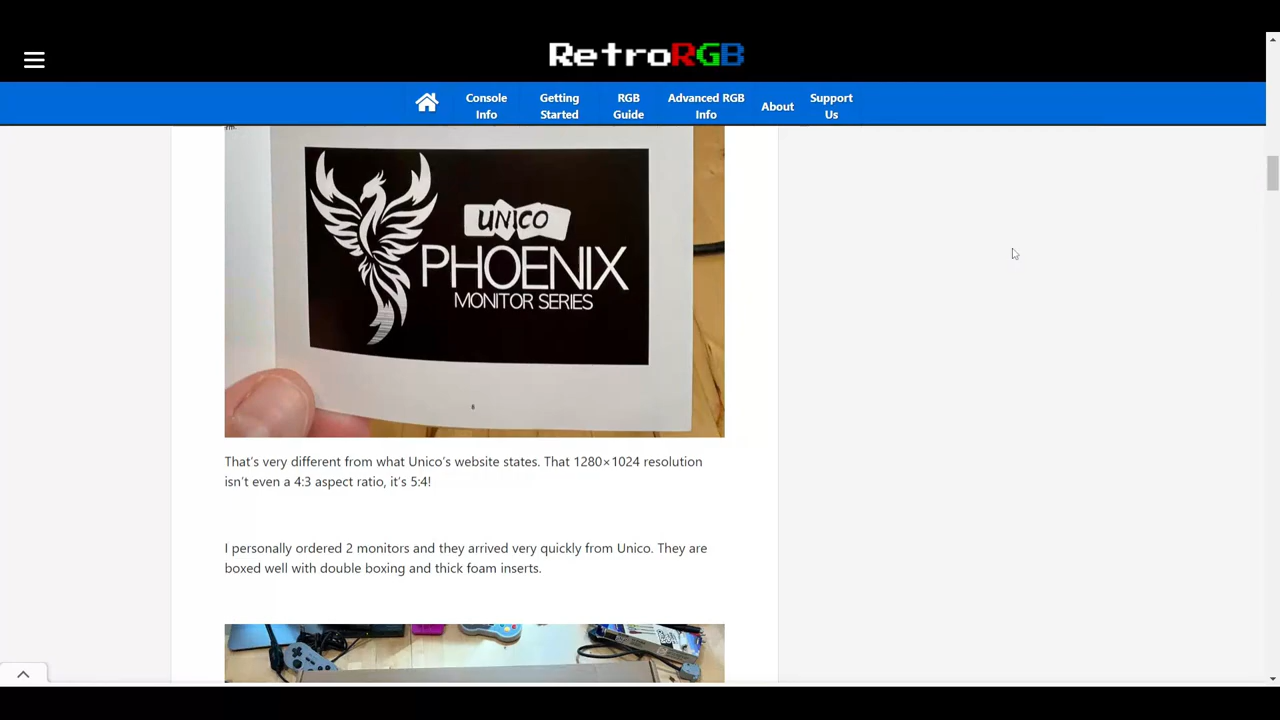 RetroRGB
Console Info
Getting Started
RGB Guide
Advanced RGB Info
About
Support Us
UNICO
PHOENIX
MONITOR SERIES
8
That's very different from what Unico's website states. That 1280×1024 resolution
isn't even a 4:3 aspect ratio, it's 5:4!
I personally ordered 2 monitors and they arrived very quickly from Unico. They are
boxed well with double boxing and thick foam inserts.